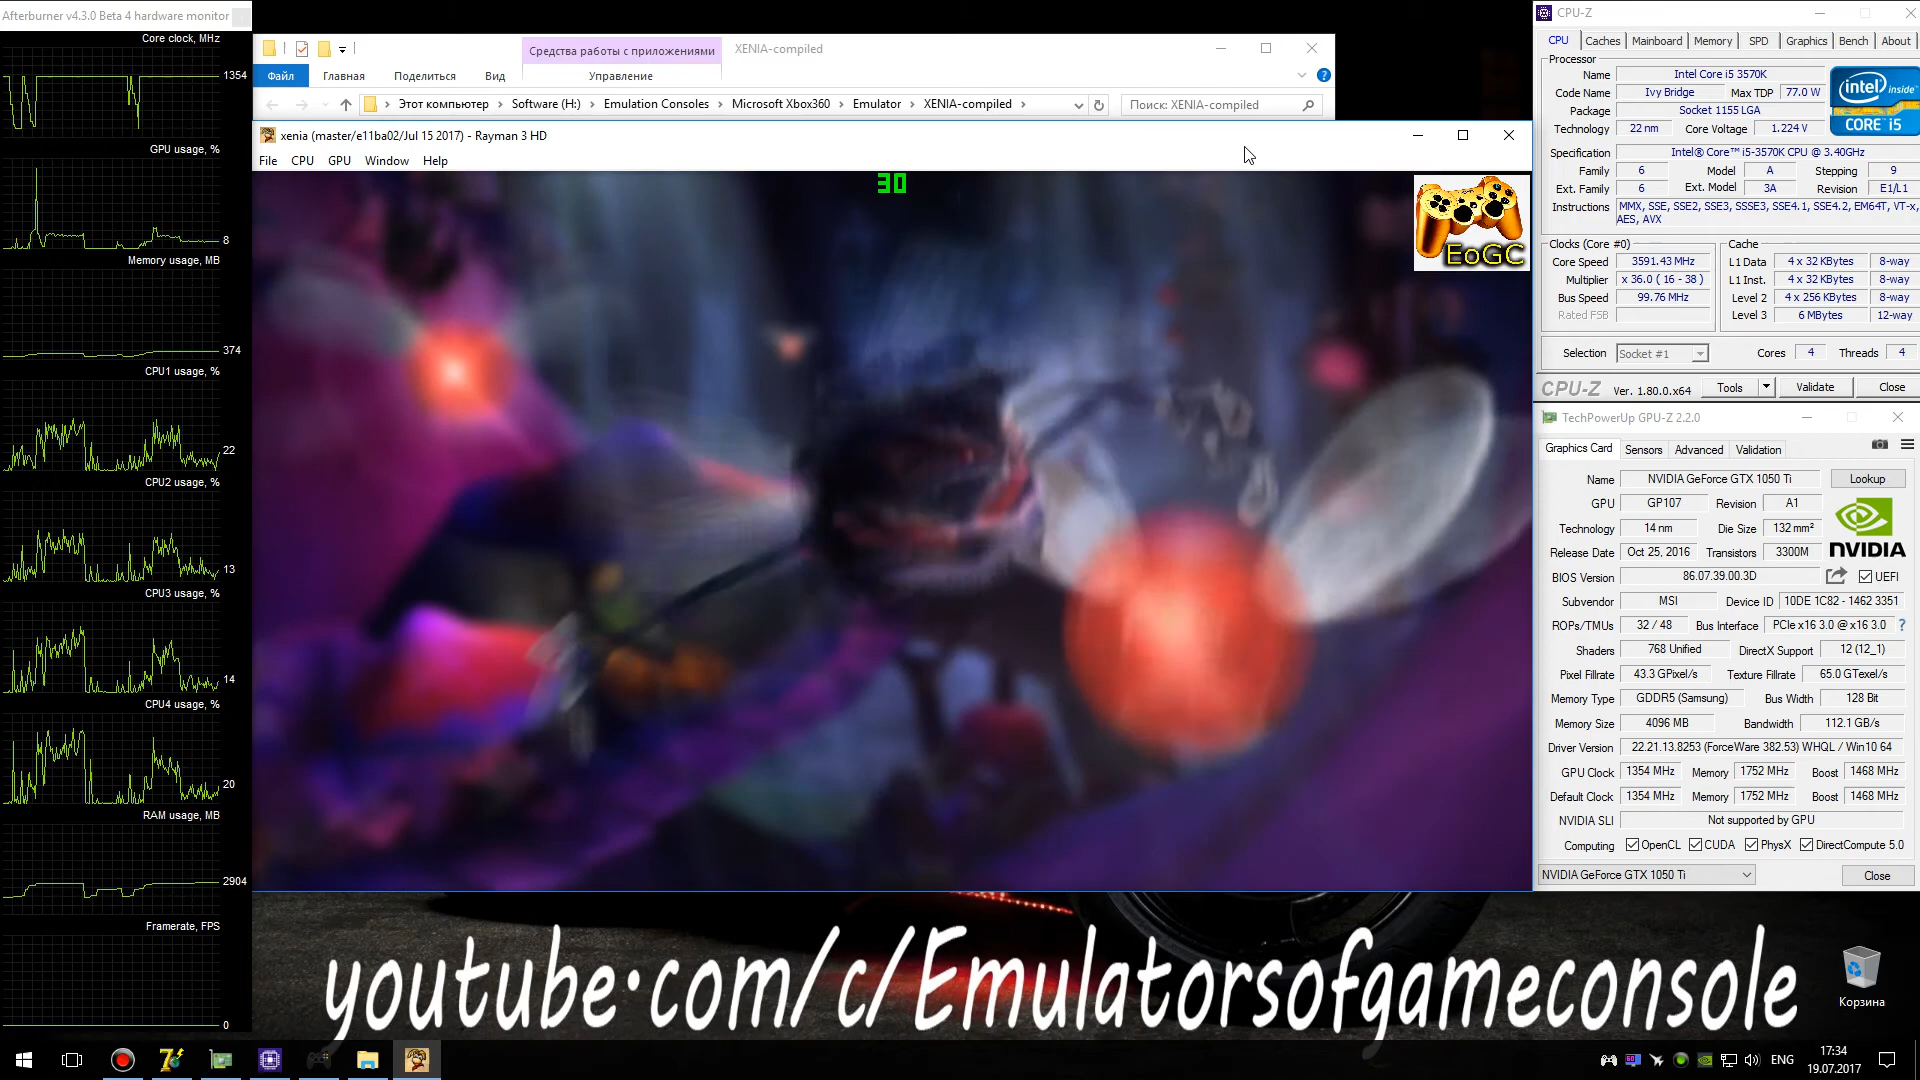 Afterburner v4.3.0 Beta 4 hardware monitor
Core clock, MHz
1354
GPU usage, %
8
Memory usage, MB
374
CPU1 usage, %
22
CPU2 usage, %
13
CPU3 usage, %
14
CPU4 usage, %
20
RAM usage, MB
2904
Framerate, FPS
0
Средства работы с приложениями XENIA-compiled
Файл Главная Поделиться Вид Управление
Этот компьютер Software (H:) Emulation Consoles Microsoft Xbox360 Emulator XENIA-compiled Поиск: XENIA-compiled
xenia (master/e11ba02/Jul 15 2017) - Rayman 3 HD
File CPU GPU Window Help
30
EoGC
CPU-Z
CPU Caches Mainboard Memory SPD Graphics Bench About
Processor
Name Intel Core i5 3570K
Code Name Ivy Bridge Max TDP 77.0 W
Package Socket 1155 LGA
Technology 22 nm Core Voltage 1.224 V
intel inside
CORE i5
Specification Intel® Core™ i5-3570K CPU @ 3.40GHz
Family 6 Model A Stepping 9
Ext. Family 6 Ext. Model 3A Revision E1/L1
Instructions MMX, SSE, SSE2, SSE3, SSSE3, SSE4.1, SSE4.2, EM64T, VT-x,
AES, AVX
Clocks (Core #0) Cache
Core Speed 3591.43 MHz L1 Data 4 x 32 KBytes 8-way
Multiplier x 36.0 ( 16 - 38 ) L1 Inst. 4 x 32 KBytes 8-way
Bus Speed 99.76 MHz Level 2 4 x 256 KBytes 8-way
Rated FSB Level 3 6 MBytes 12-way
Selection Socket #1 Cores 4 Threads 4
CPU-Z Ver. 1.80.0.x64 Tools Validate Close
TechPowerUp GPU-Z 2.2.0
Graphics Card Sensors Advanced Validation
Name NVIDIA GeForce GTX 1050 Ti Lookup
GPU GP107 Revision A1
Technology 14 nm Die Size 132 mm²
Release Date Oct 25, 2016 Transistors 3300M
NVIDIA
BIOS Version 86.07.39.00.3D UEFI
Subvendor MSI Device ID 10DE 1C82 - 1462 3351
ROPs/TMUs 32 / 48 Bus Interface PCIe x16 3.0 @ x16 3.0 ?
Shaders 768 Unified DirectX Support 12 (12_1)
Pixel Fillrate 43.3 GPixel/s Texture Fillrate 65.0 GTexel/s
Memory Type GDDR5 (Samsung) Bus Width 128 Bit
Memory Size 4096 MB Bandwidth 112.1 GB/s
Driver Version 22.21.13.8253 (ForceWare 382.53) WHQL / Win10 64
GPU Clock 1354 MHz Memory 1752 MHz Boost 1468 MHz
Default Clock 1354 MHz Memory 1752 MHz Boost 1468 MHz
NVIDIA SLI Not supported by GPU
Computing OpenCL CUDA PhysX DirectCompute 5.0
NVIDIA GeForce GTX 1050 Ti Close
youtube.com/c/Emulatorsofgameconsole
Корзина
60 ENG 17:34
19.07.2017